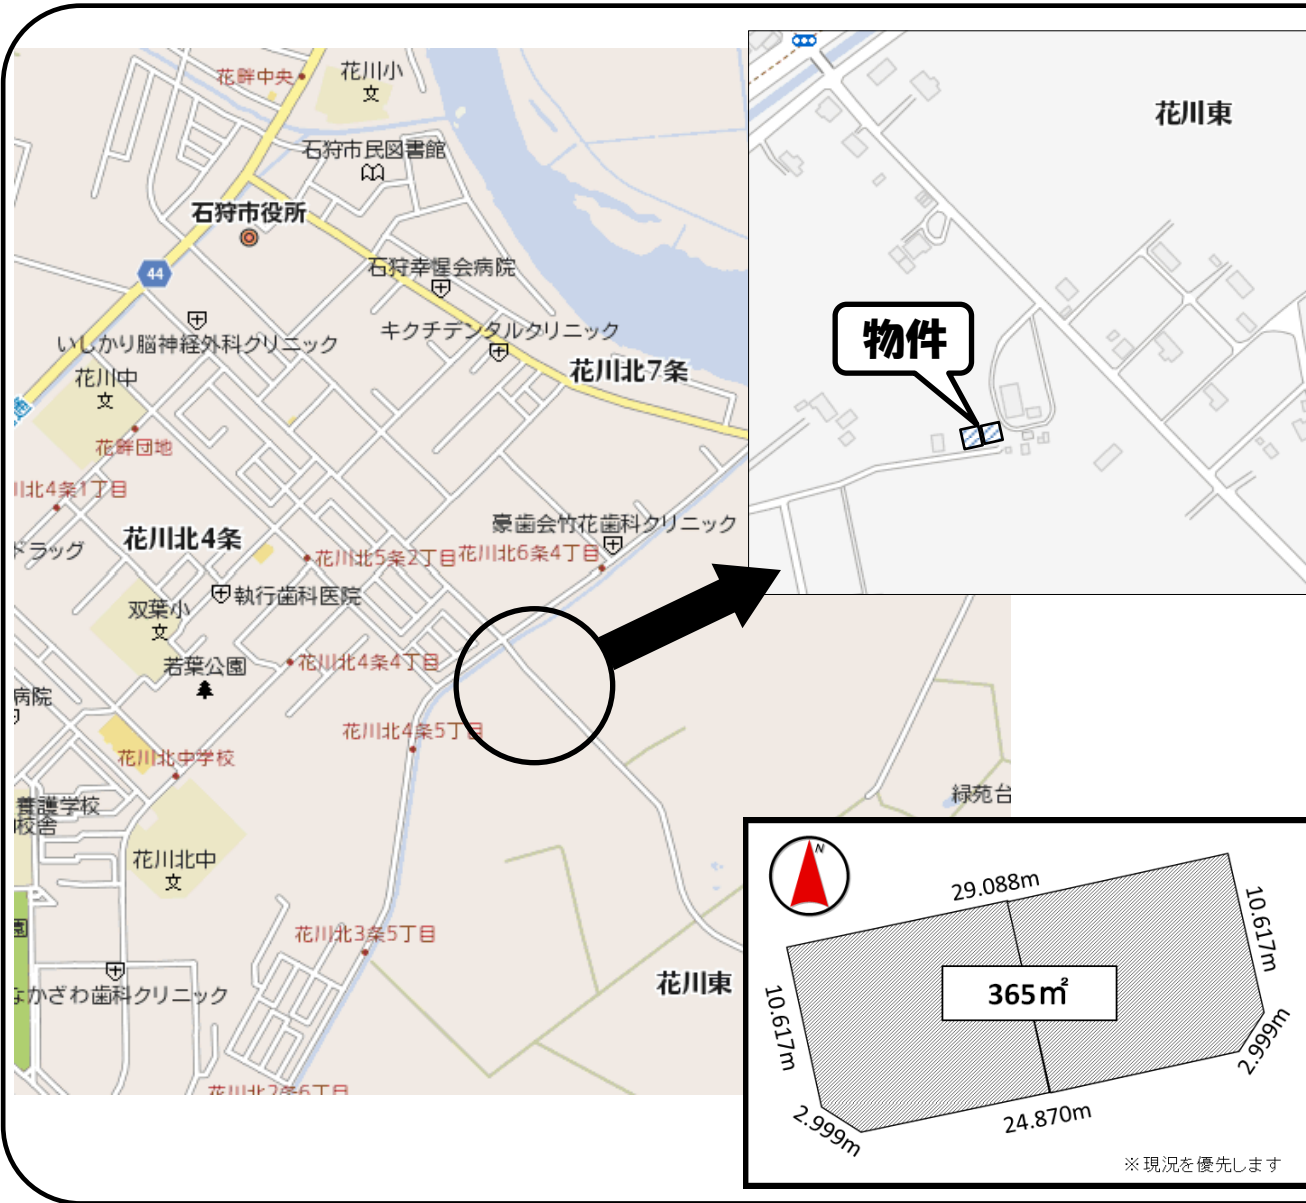 花畔中央
花川小
石狩市民図書館
石狩市役所
44
石狩幸惺会病院
いしかり脳神経外科クリニック
キクチデンタルクリニック
花川中
花川北7条
花畔団地
川北4条1丁目
花川北4条
ドラッグ
豪歯会竹花歯科クリニック
花川北5条2丁目
花川北6条4丁目
執行歯科医院
双葉小
若葉公園
花川北4条4丁目
病院
花川北4条5丁目
花川北中学校
養護学校
校舎
緑苑台
花川北中
花川北3条5丁目
園
なかざわ歯科クリニック
花川東
花川北2条6丁目
花川東
物件
N
29.088m
10.617m
365㎡
10.617m
2.999m
2.999m
24.870m
※現況を優先します